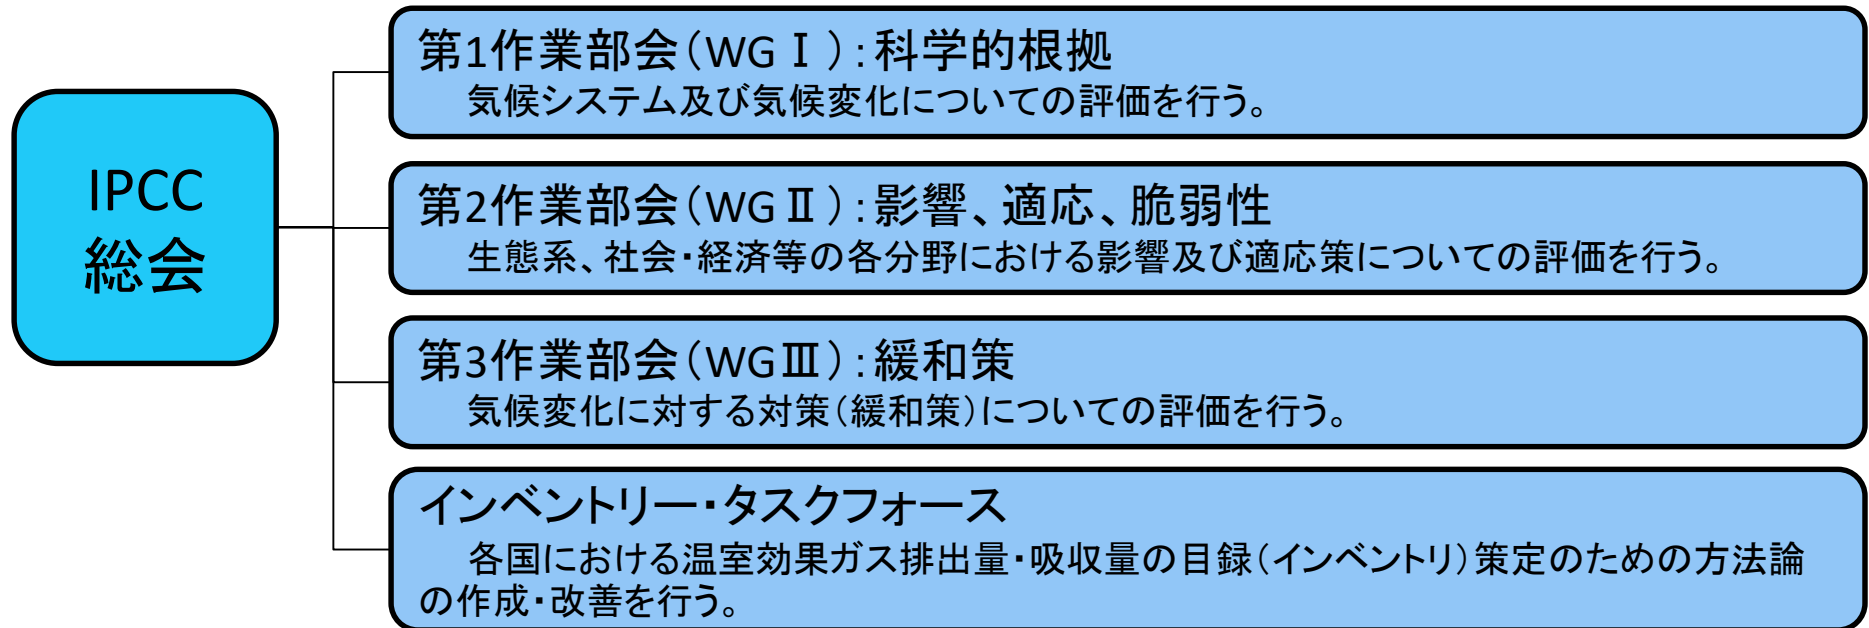 IPCC
総会
第1作業部会(WGⅠ):科学的根拠
気候システム及び気候変化についての評価を行う。
第2作業部会(WGⅡ):影響、適応、脆弱性
生態系、社会・経済等の各分野における影響及び適応策についての評価を行う。
第3作業部会(WGⅢ):緩和策
気候変化に対する対策(緩和策)についての評価を行う。
インベントリー・タスクフォース
各国における温室効果ガス排出量・吸収量の目録(インベントリ)策定のための方法論
の作成・改善を行う。